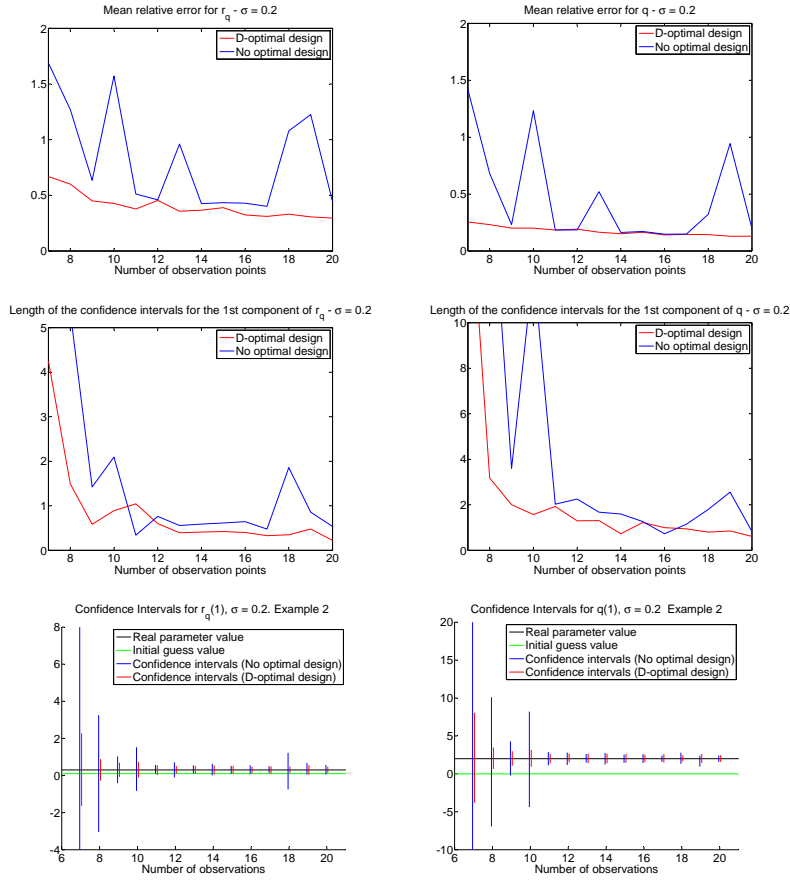 Mean relative error for r_q - σ = 0.2
2
1.5
1
0.5
0
D-optimal design
No optimal design
8 10 12 14 16 18 20
Number of observation points
Mean relative error for q - σ = 0.2
2
1.5
1
0.5
0
D-optimal design
No optimal design
8 10 12 14 16 18 20
Number of observation points
Length of the confidence intervals for the 1st component of r_q - σ = 0.2
5
4
3
2
1
0
D-optimal design
No optimal design
8 10 12 14 16 18 20
Number of observation points
Length of the confidence intervals for the 1st component of q - σ = 0.2
10
8
6
4
2
0
D-optimal design
No optimal design
8 10 12 14 16 18 20
Number of observation points
Confidence Intervals for r_q(1), σ = 0.2. Example 2
8
6
4
2
0
-2
-4
Real parameter value
Initial guess value
Confidence intervals (No optimal design)
Confidence intervals (D-optimal design)
6 8 10 12 14 16 18 20
Number of observations
Confidence Intervals for q(1), σ = 0.2 Example 2
20
15
10
5
0
-5
-10
Real parameter value
Initial guess value
Confidence intervals (No optimal design)
Confidence intervals (D-optimal design)
6 8 10 12 14 16 18 20
Number of observations